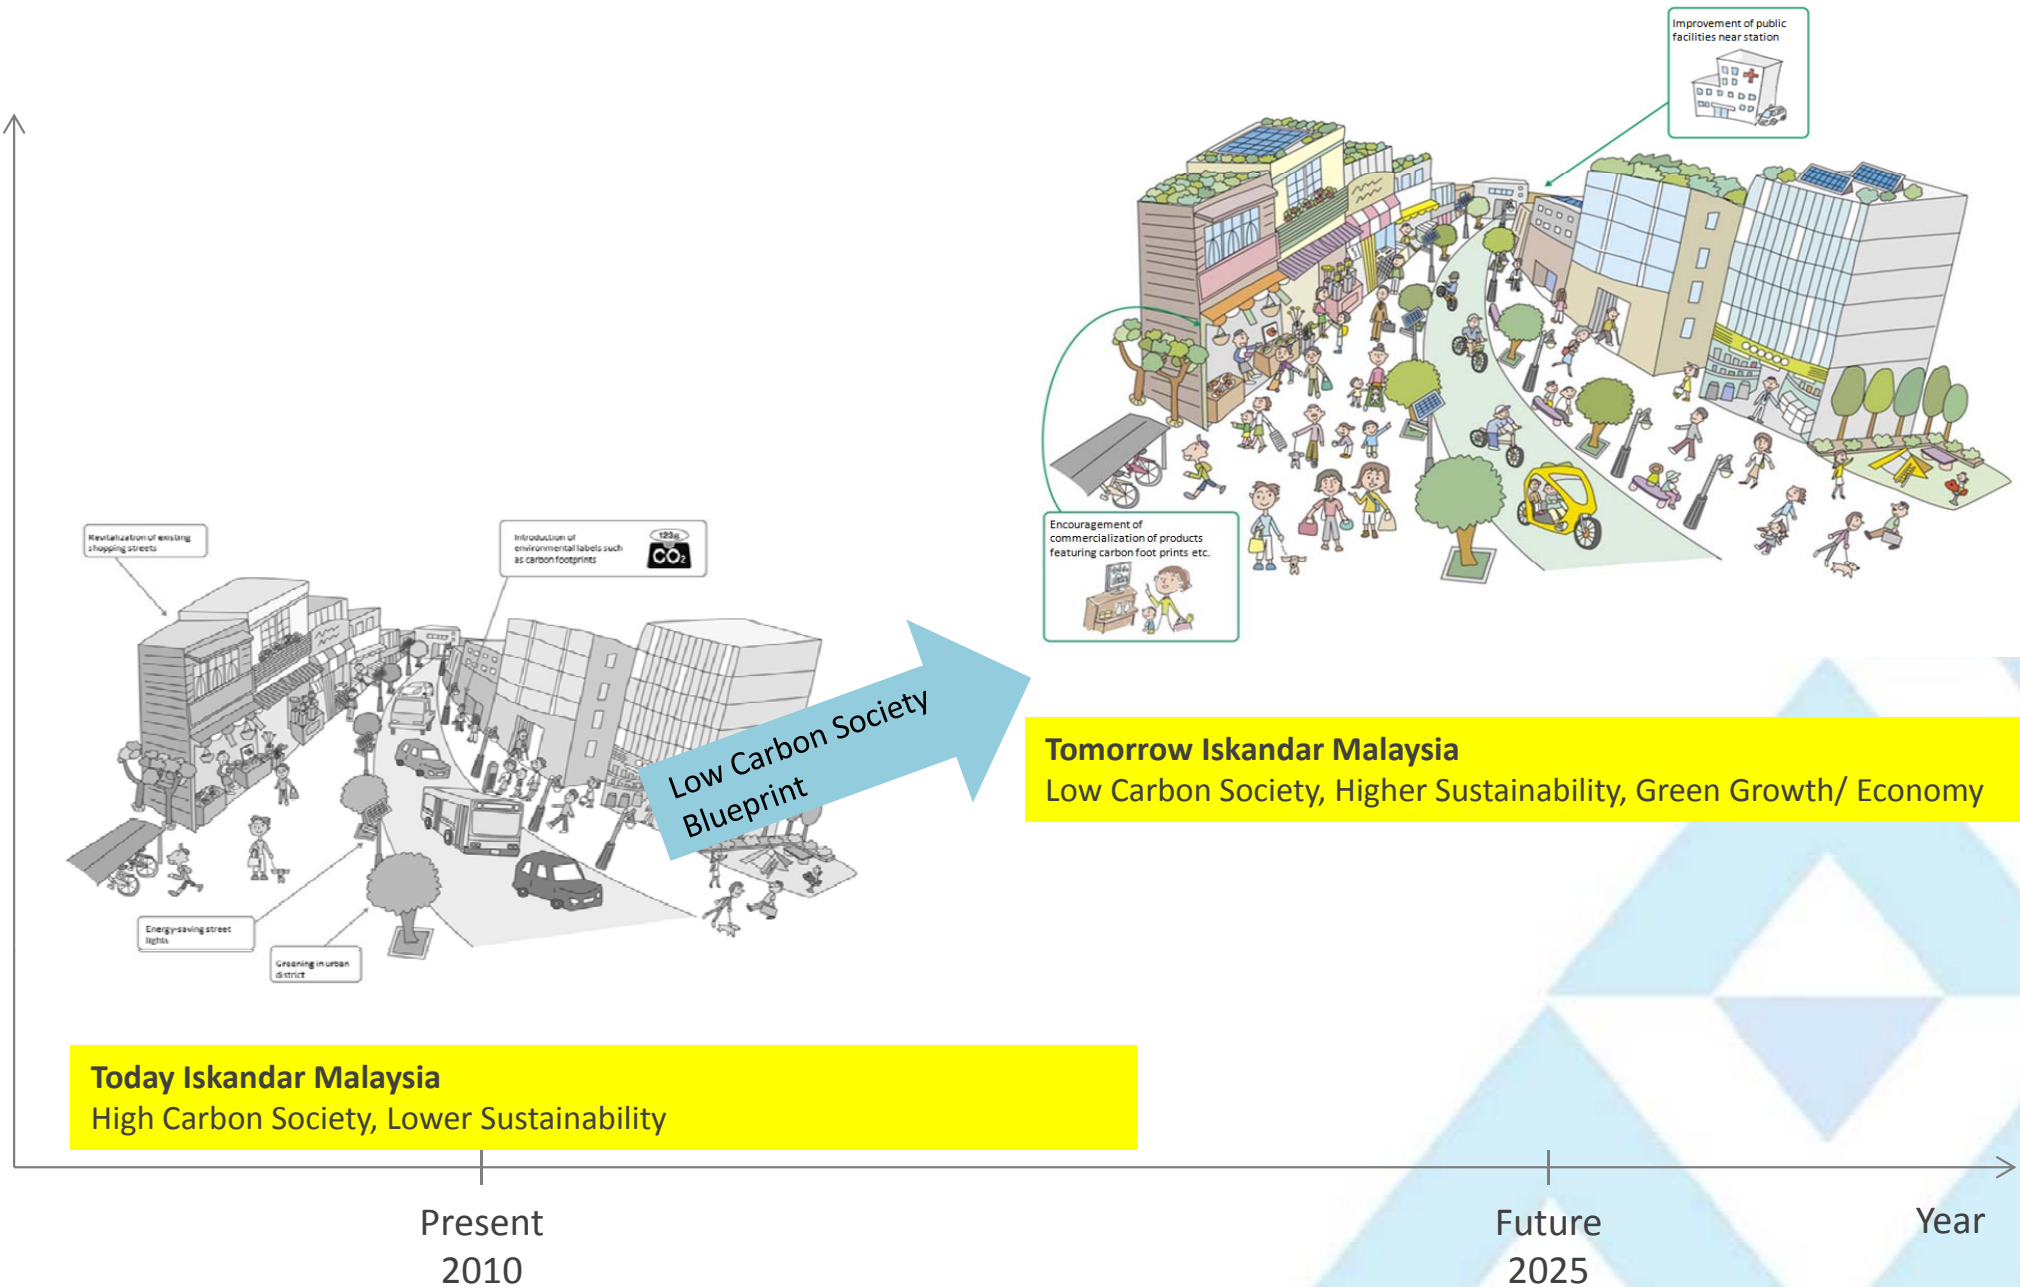 Improvement of public
facilities near station
Encouragement of
commercialization of products
featuring carbon foot prints etc.
Revitalization of existing
shopping streets
Introduction of
environmental labels such
as carbon footprints
123g
CO2
Energy-saving street
lights
Greening in urban
district
Low Carbon Society
Blueprint
Tomorrow Iskandar Malaysia
Low Carbon Society, Higher Sustainability, Green Growth/ Economy
Today Iskandar Malaysia
High Carbon Society, Lower Sustainability
Present
2010
Future
2025
Year